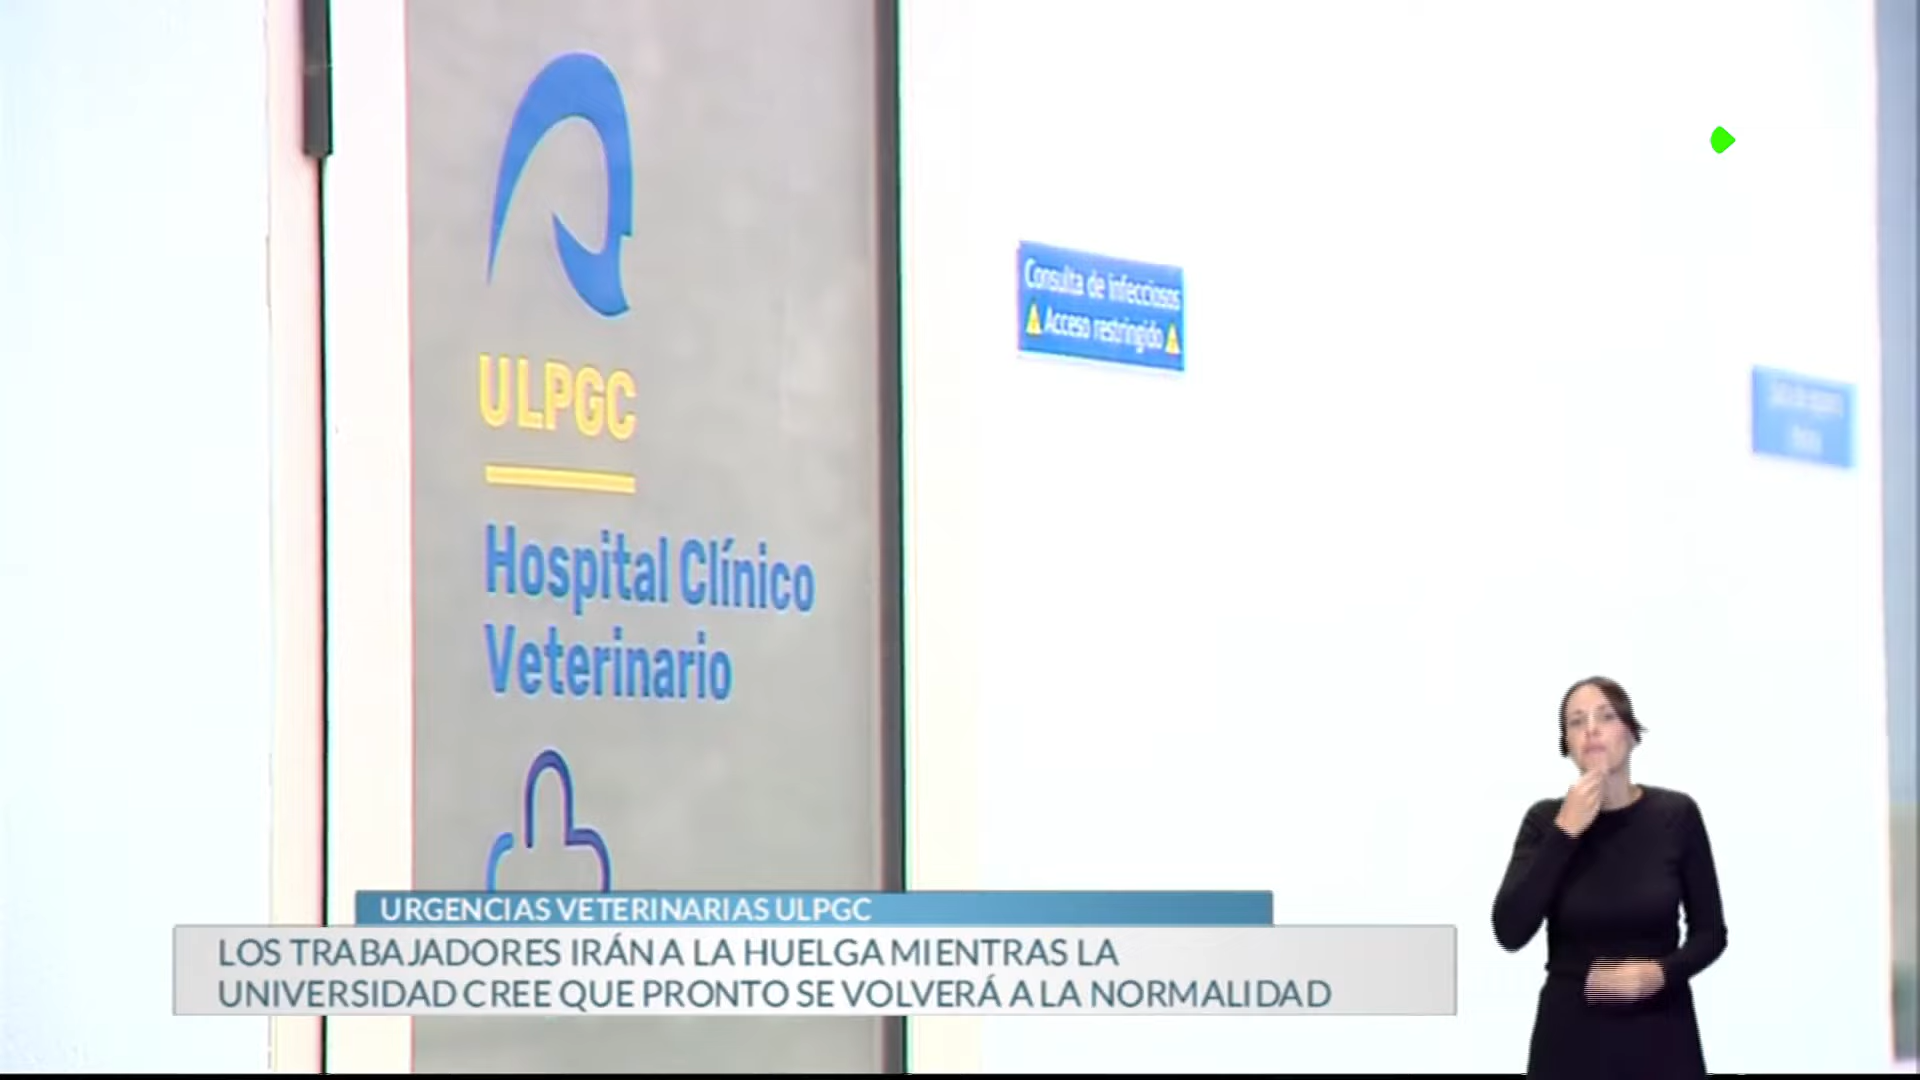 ULPGC
Hospital Clínico
Veterinario
Consulta de infecciosos
Acceso restringido
URGENCIAS VETERINARIAS ULPGC
LOS TRABAJADORES IRÁN A LA HUELGA MIENTRAS LA
UNIVERSIDAD CREE QUE PRONTO SE VOLVERÁ A LA NORMALIDAD